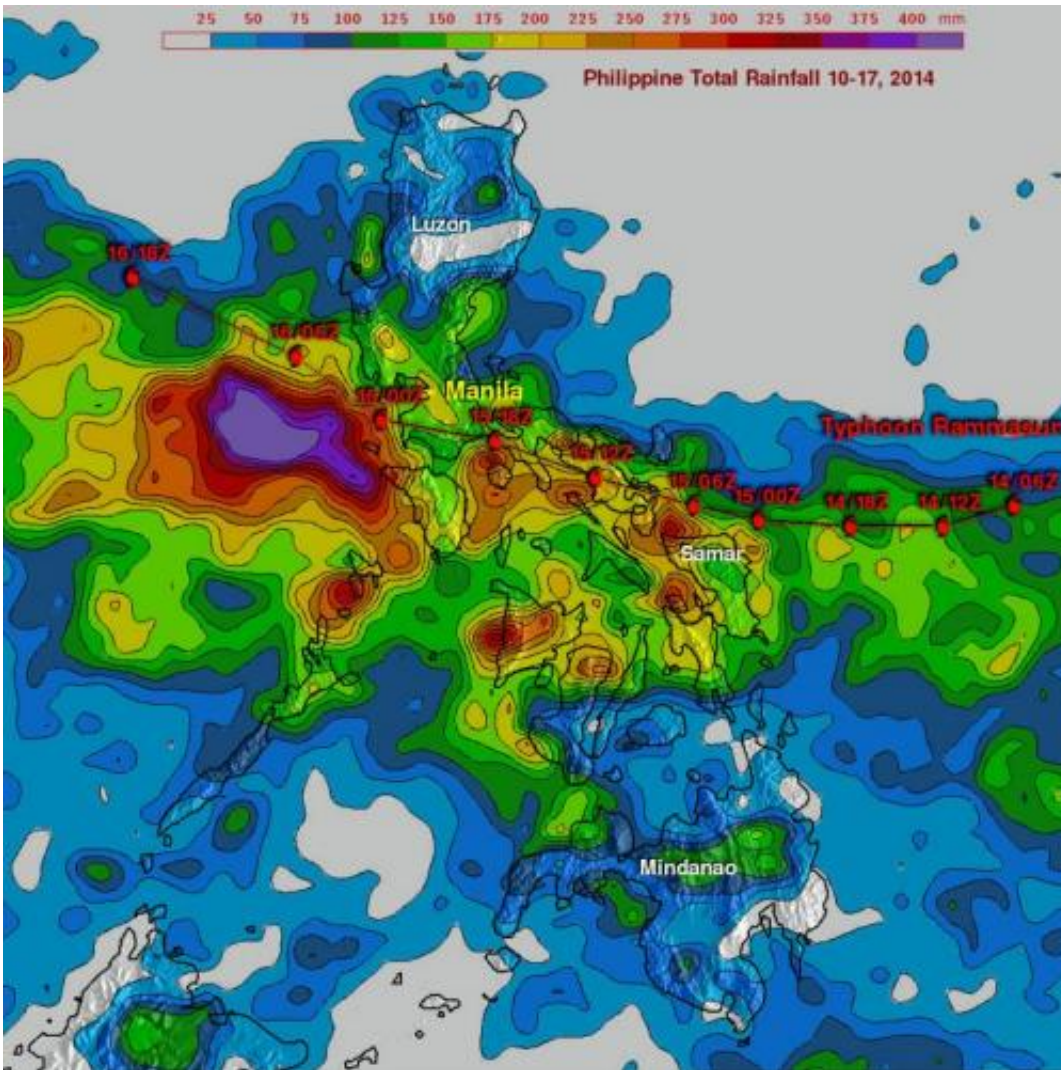 25 50 75 100 125 150 175 200 225 250 275 300 325 350 375 400 mm
Philippine Total Rainfall 10-17, 2014
Luzon
16/18Z
16/06Z
Manila
16/00Z
15/18Z
Typhoon Rammasun
15/12Z
15/06Z
15/00Z
14/18Z
14/12Z
14/06Z
Samar
Mindanao